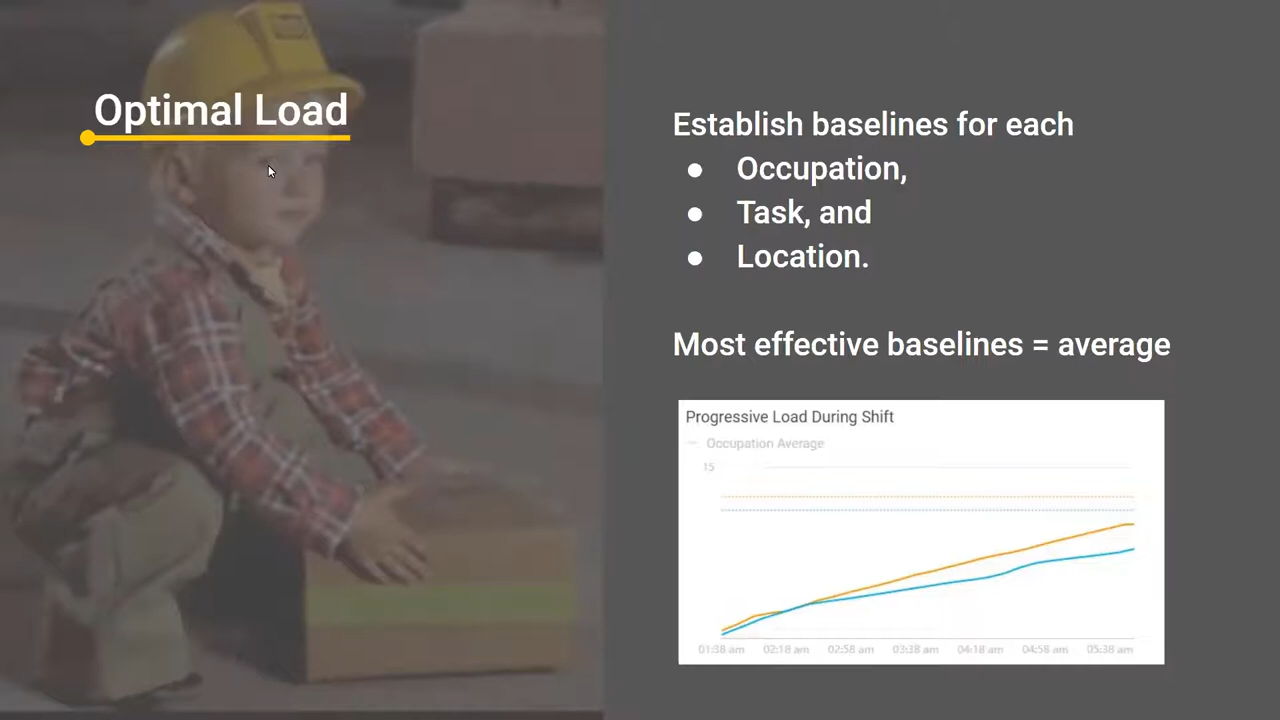 Optimal Load
Establish baselines for each
● Occupation,
● Task, and
● Location.
Most effective baselines = average
Progressive Load During Shift
Occupation Average
15
01:38 am 02:18 am 02:58 am 03:38 am 04:18 am 04:58 am 05:38 am